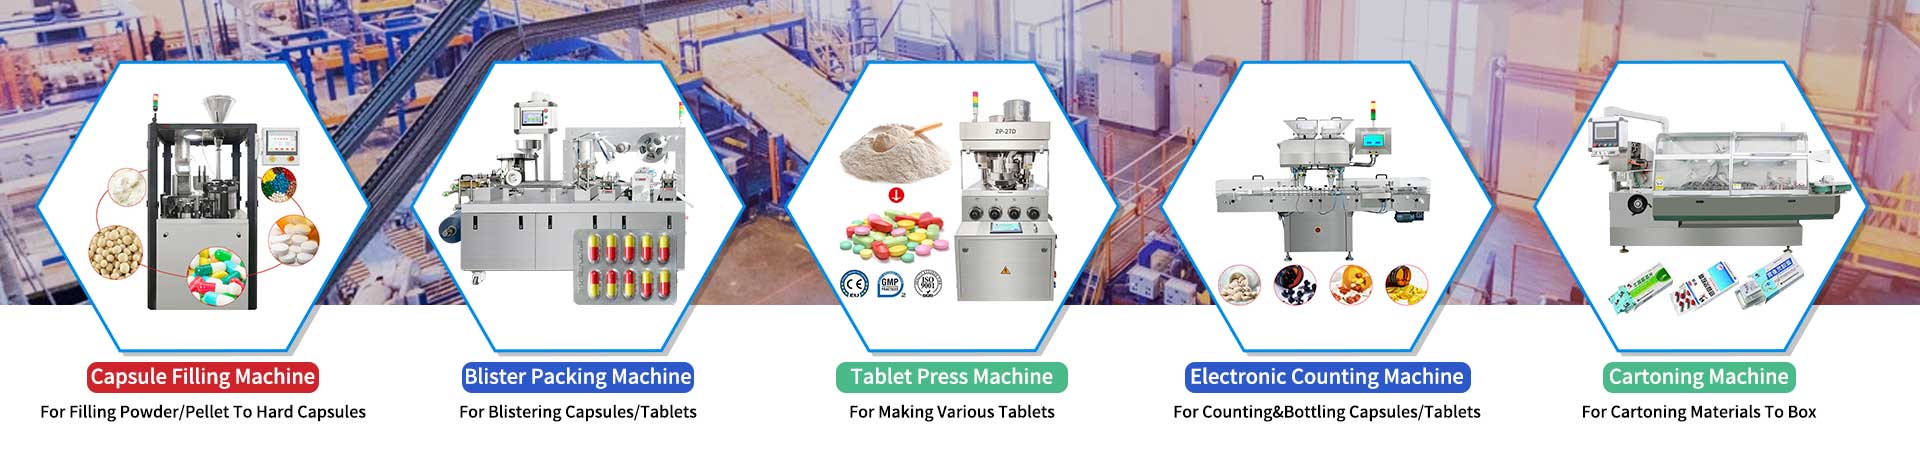 ZP-27D
CE
EU
GMP
ISO
9001
Capsule Filling Machine
Blister Packing Machine
Tablet Press Machine
Electronic Counting Machine
Cartoning Machine
For Filling Powder/Pellet To Hard Capsules
For Blistering Capsules/Tablets
For Making Various Tablets
For Counting&Bottling Capsules/Tablets
For Cartoning Materials To Box